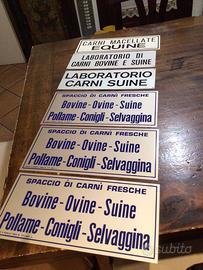 CARNI MACELLATE
EQUINE
LABORATORIO
DI CARNI BOVINE E SUINE
LABORATORIO
CARNI SUINE
SPACCIO DI CARNI FRESCHE
Bovine-Ovine-Suine
Pollame-Conigli-Selvaggina
SPACCIO DI CARNI FRESCHE
Bovine-Ovine-Suine
Pollame-Conigli-Selvaggina
SPACCIO DI CARNI FRESCHE
Bovine-Ovine-Suine
Pollame-Conigli-Selvaggina
subito